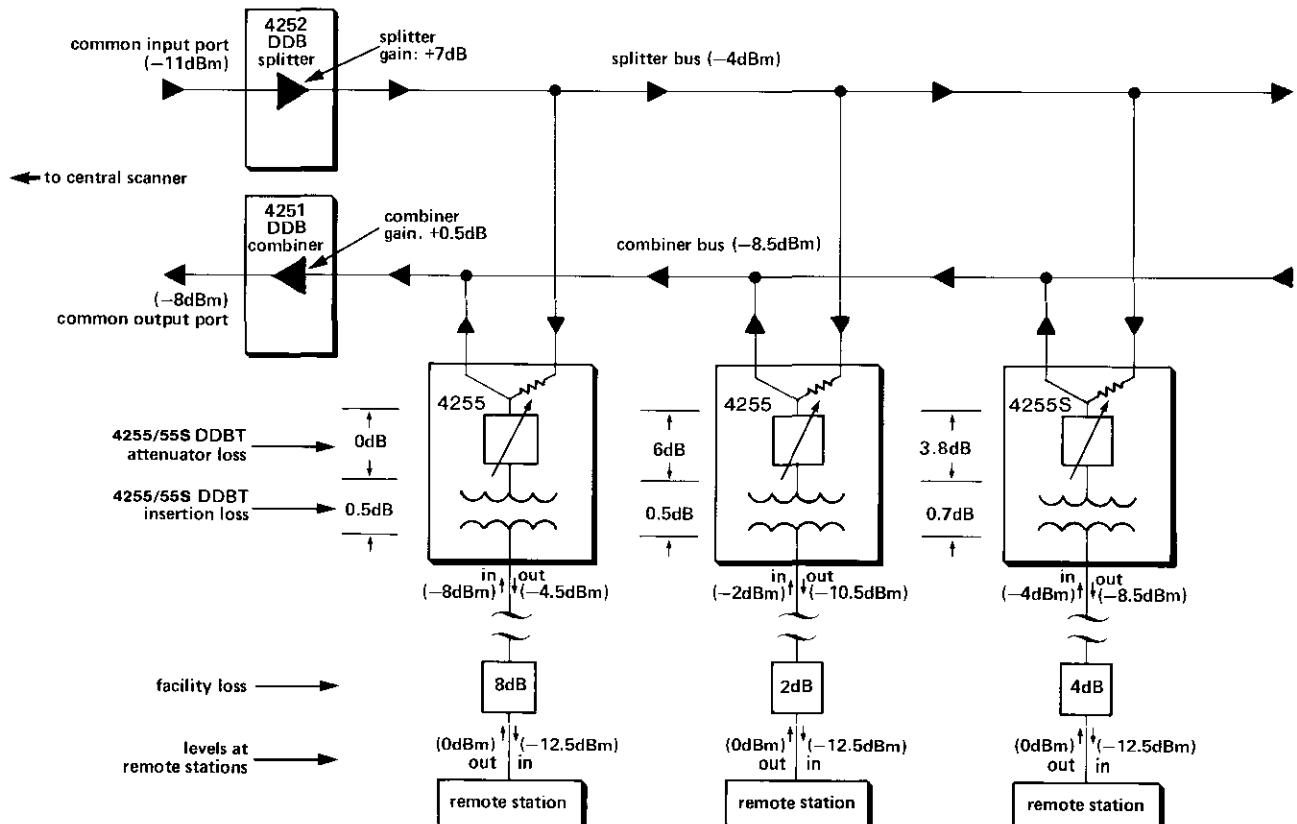 common input port
(−11dBm)
4252
DDB
splitter
splitter
gain: +7dB
splitter bus (−4dBm)
to central scanner
4251
DDB
combiner
combiner
gain. +0.5dB
combiner bus (−8.5dBm)
(−8dBm)
common output port
4255
4255
4255S
4255/55S DDBT
attenuator loss
0dB
6dB
3.8dB
4255/55S DDBT
insertion loss
0.5dB
0.5dB
0.7dB
in out
(−8dBm) (−4.5dBm)
in out
(−2dBm) (−10.5dBm)
in out
(−4dBm) (−8.5dBm)
facility loss
8dB
2dB
4dB
levels at
remote stations
(0dBm) (−12.5dBm)
out in
(0dBm) (−12.5dBm)
out in
(0dBm) (−12.5dBm)
out in
remote station
remote station
remote station